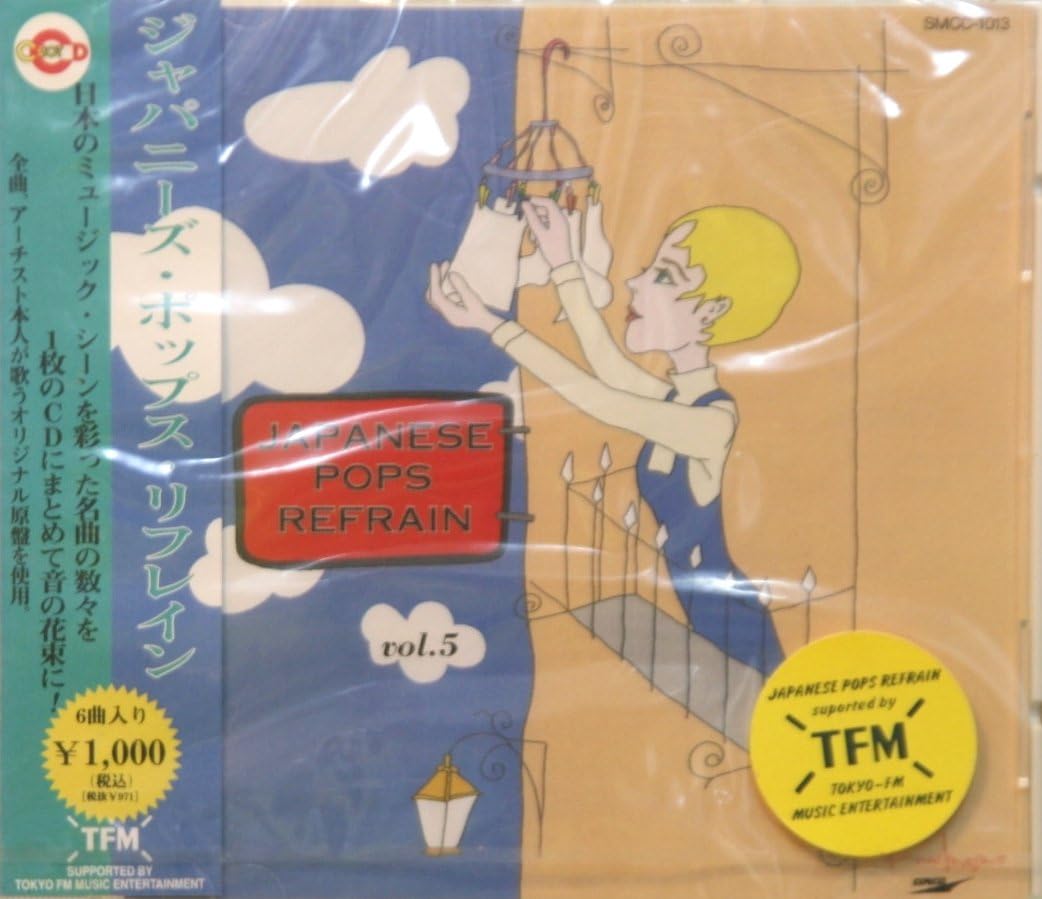 ジャパニーズ・ポップス・リフレイン
日本のミュージック・シーンを彩った名曲の数々を
1枚のCDにまとめて音の花束に!
全曲、アーチスト本人が歌うオリジナル原盤を使用。
6曲入り
¥1,000
(税込)
[税抜¥971]
TFM
SUPPORTED BY
TOKYO FM MUSIC ENTERTAINMENT
SMCC-1013
JAPANESE
POPS
REFRAIN
vol.5
JAPANESE POPS REFRAIN
suported by
TFM
TOKYO-FM
MUSIC ENTERTAINMENT